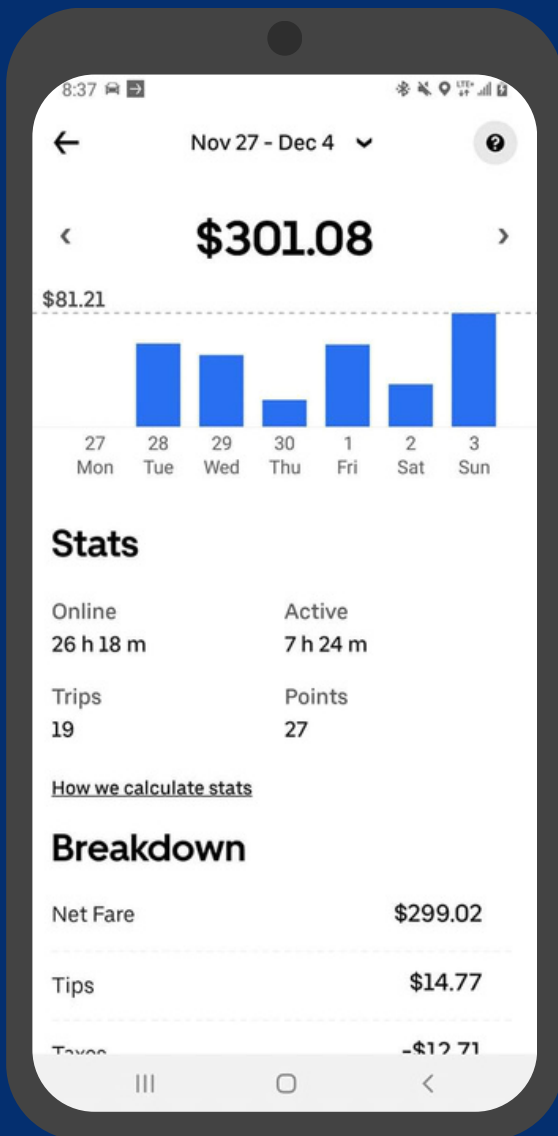 8:37
LTE+
Nov 27 - Dec 4
$301.08
$81.21
27 28 29 30 1 2 3
Mon Tue Wed Thu Fri Sat Sun
Stats
Online Active
26 h 18 m 7 h 24 m
Trips Points
19 27
How we calculate stats
Breakdown
Net Fare $299.02
Tips $14.77
Taxes -$12.71